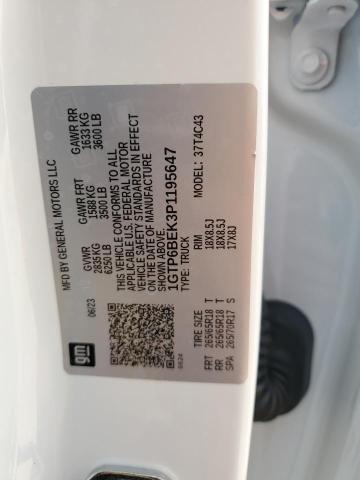 MFD BY GENERAL MOTORS LLC
06/23 GVWR GAWR FRT GAWR RR
2835 KG 1588 KG 1633 KG
6250 LB 3500 LB 3600 LB
THIS VEHICLE CONFORMS TO ALL
APPLICABLE U.S. FEDERAL MOTOR
VEHICLE SAFETY STANDARDS IN EFFECT
ON THE DATE OF MANUFACTURE
SHOWN ABOVE.
1GTP6BEK3P1195647
TYPE: TRUCK MODEL: 37T4C43
gm
6624
TIRE SIZE RIM
FRT 265/65R18 T 18X8.5J
RR 265/65R18 T 18X8.5J
SPA 265/70R17 S 17X8J